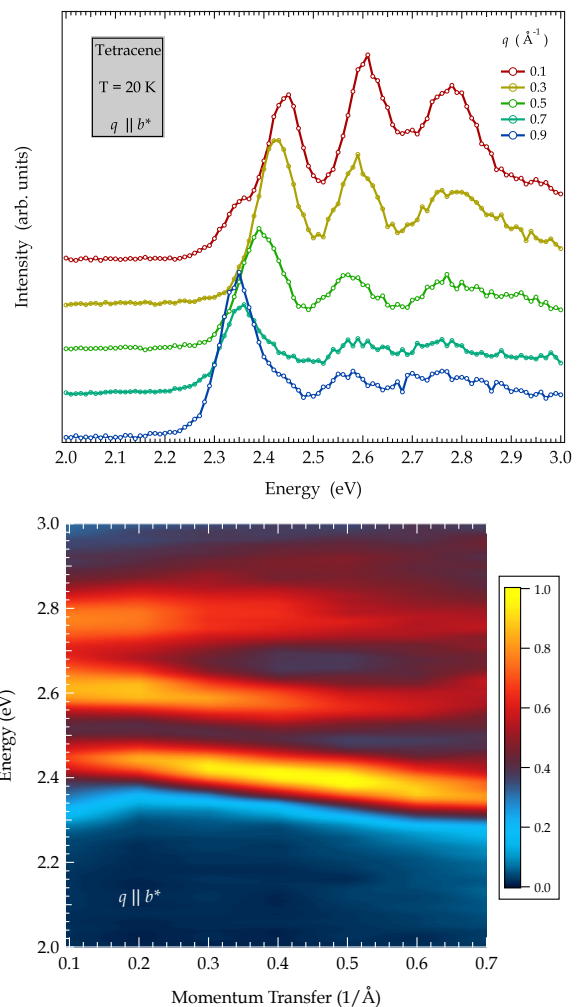 Tetracene
T = 20 K
q || b*
q ( Å-1)
0.1
0.3
0.5
0.7
0.9
Intensity (arb. units)
2.0 2.1 2.2 2.3 2.4 2.5 2.6 2.7 2.8 2.9 3.0
Energy (eV)
3.0
2.8
2.6
2.4
2.2
2.0
Energy (eV)
q || b*
1.0
0.8
0.6
0.4
0.2
0.0
0.1 0.2 0.3 0.4 0.5 0.6 0.7
Momentum Transfer (1/Å)